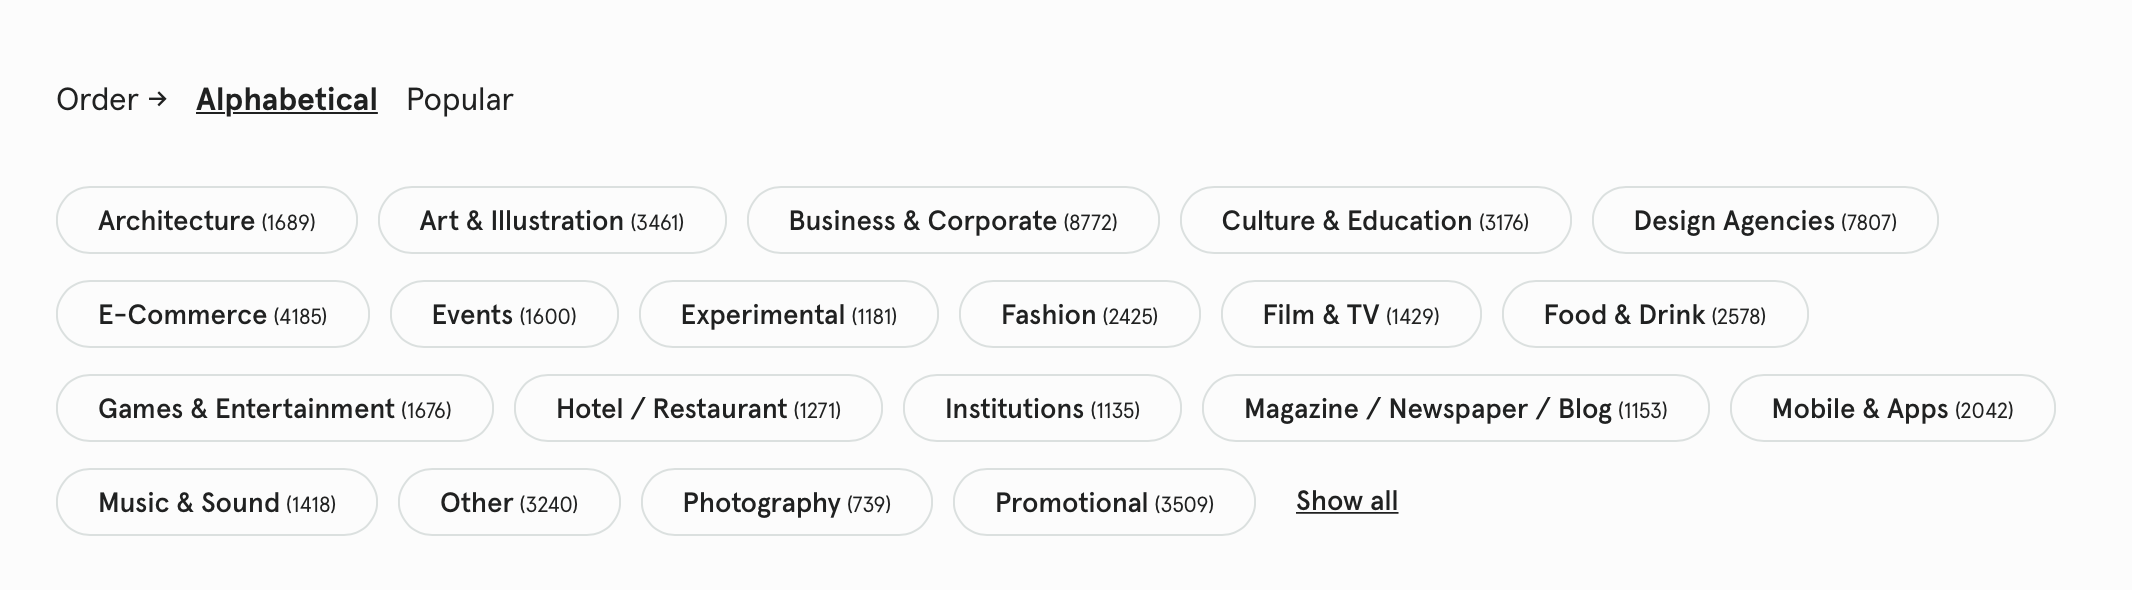 Order → Alphabetical Popular
Architecture (1689) Art & Illustration (3461) Business & Corporate (8772) Culture & Education (3176) Design Agencies (7807)
E-Commerce (4185) Events (1600) Experimental (1181) Fashion (2425) Film & TV (1429) Food & Drink (2578)
Games & Entertainment (1676) Hotel / Restaurant (1271) Institutions (1135) Magazine / Newspaper / Blog (1153) Mobile & Apps (2042)
Music & Sound (1418) Other (3240) Photography (739) Promotional (3509) Show all